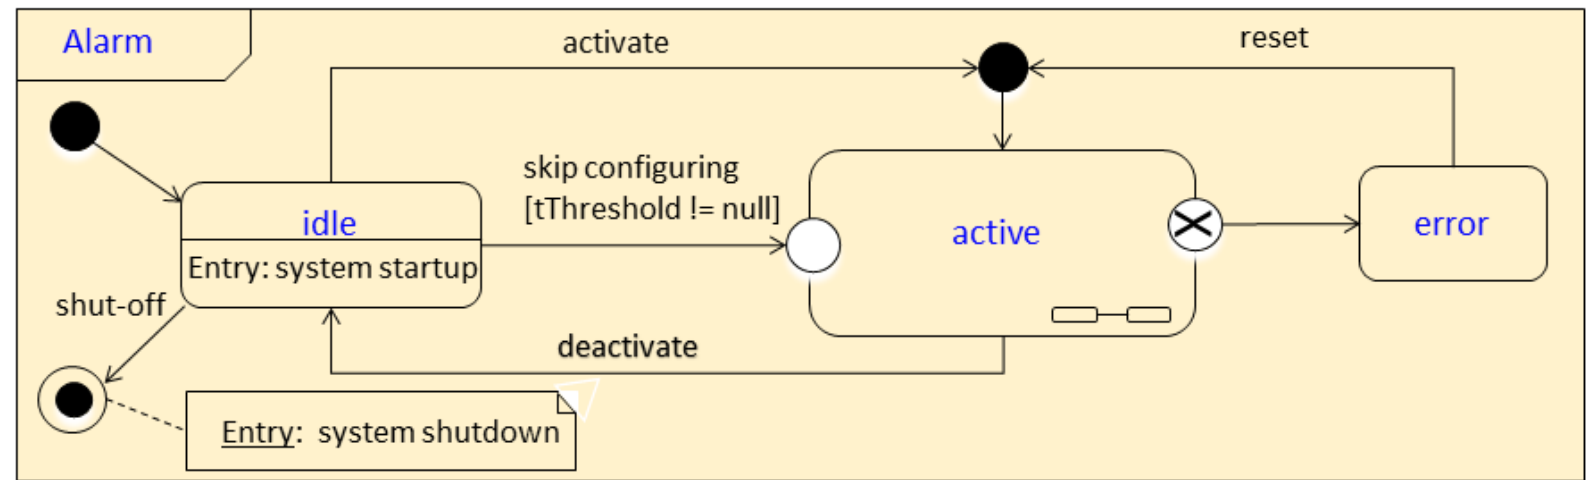 Alarm
activate
reset
skip configuring
[tThreshold != null]
idle
Entry: system startup
active
error
shut-off
deactivate
Entry: system shutdown